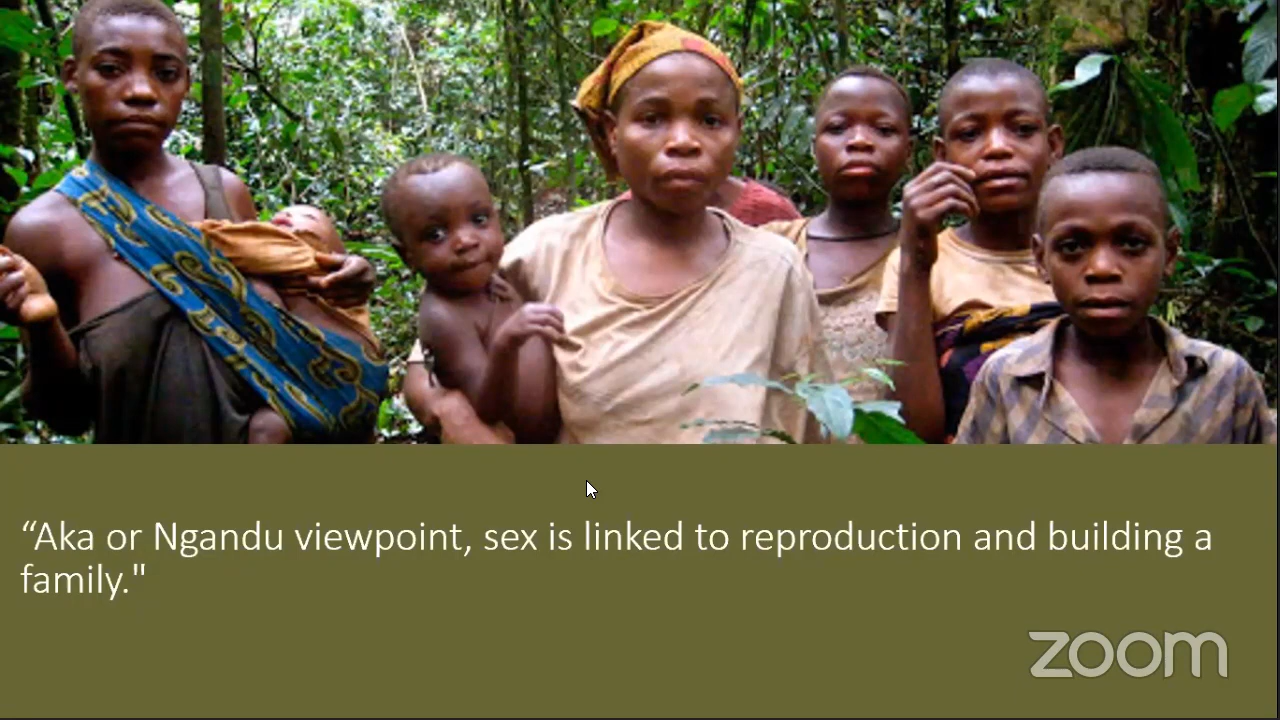 “Aka or Ngandu viewpoint, sex is linked to reproduction and building a
family."
zoom